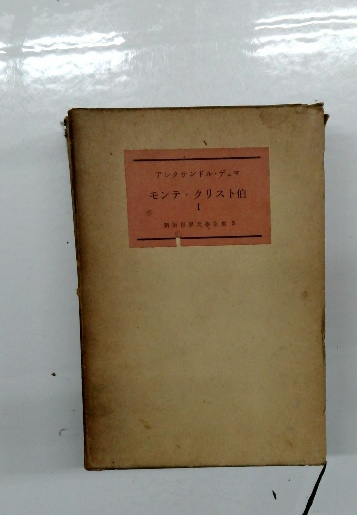 アレクサンドル・デュマ
モンテ・クリスト伯
I